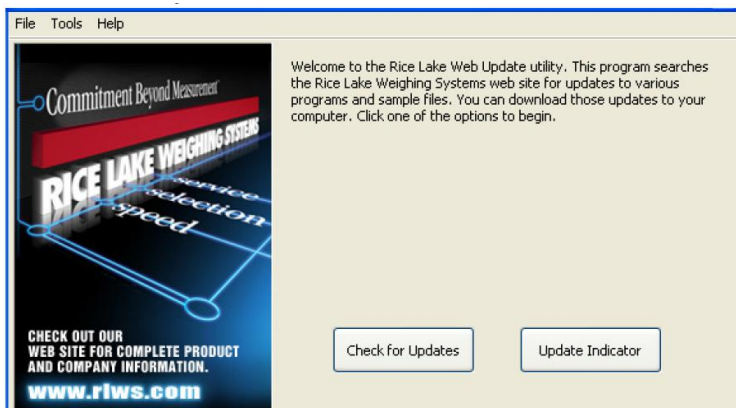 File Tools Help
Commitment Beyond Measurement
RICE LAKE WEIGHING SYSTEMS
service
selection
speed
CHECK OUT OUR
WEB SITE FOR COMPLETE PRODUCT
AND COMPANY INFORMATION.
www.rlws.com
Welcome to the Rice Lake Web Update utility. This program searches
the Rice Lake Weighing Systems web site for updates to various
programs and sample files. You can download those updates to your
computer. Click one of the options to begin.
Check for Updates
Update Indicator